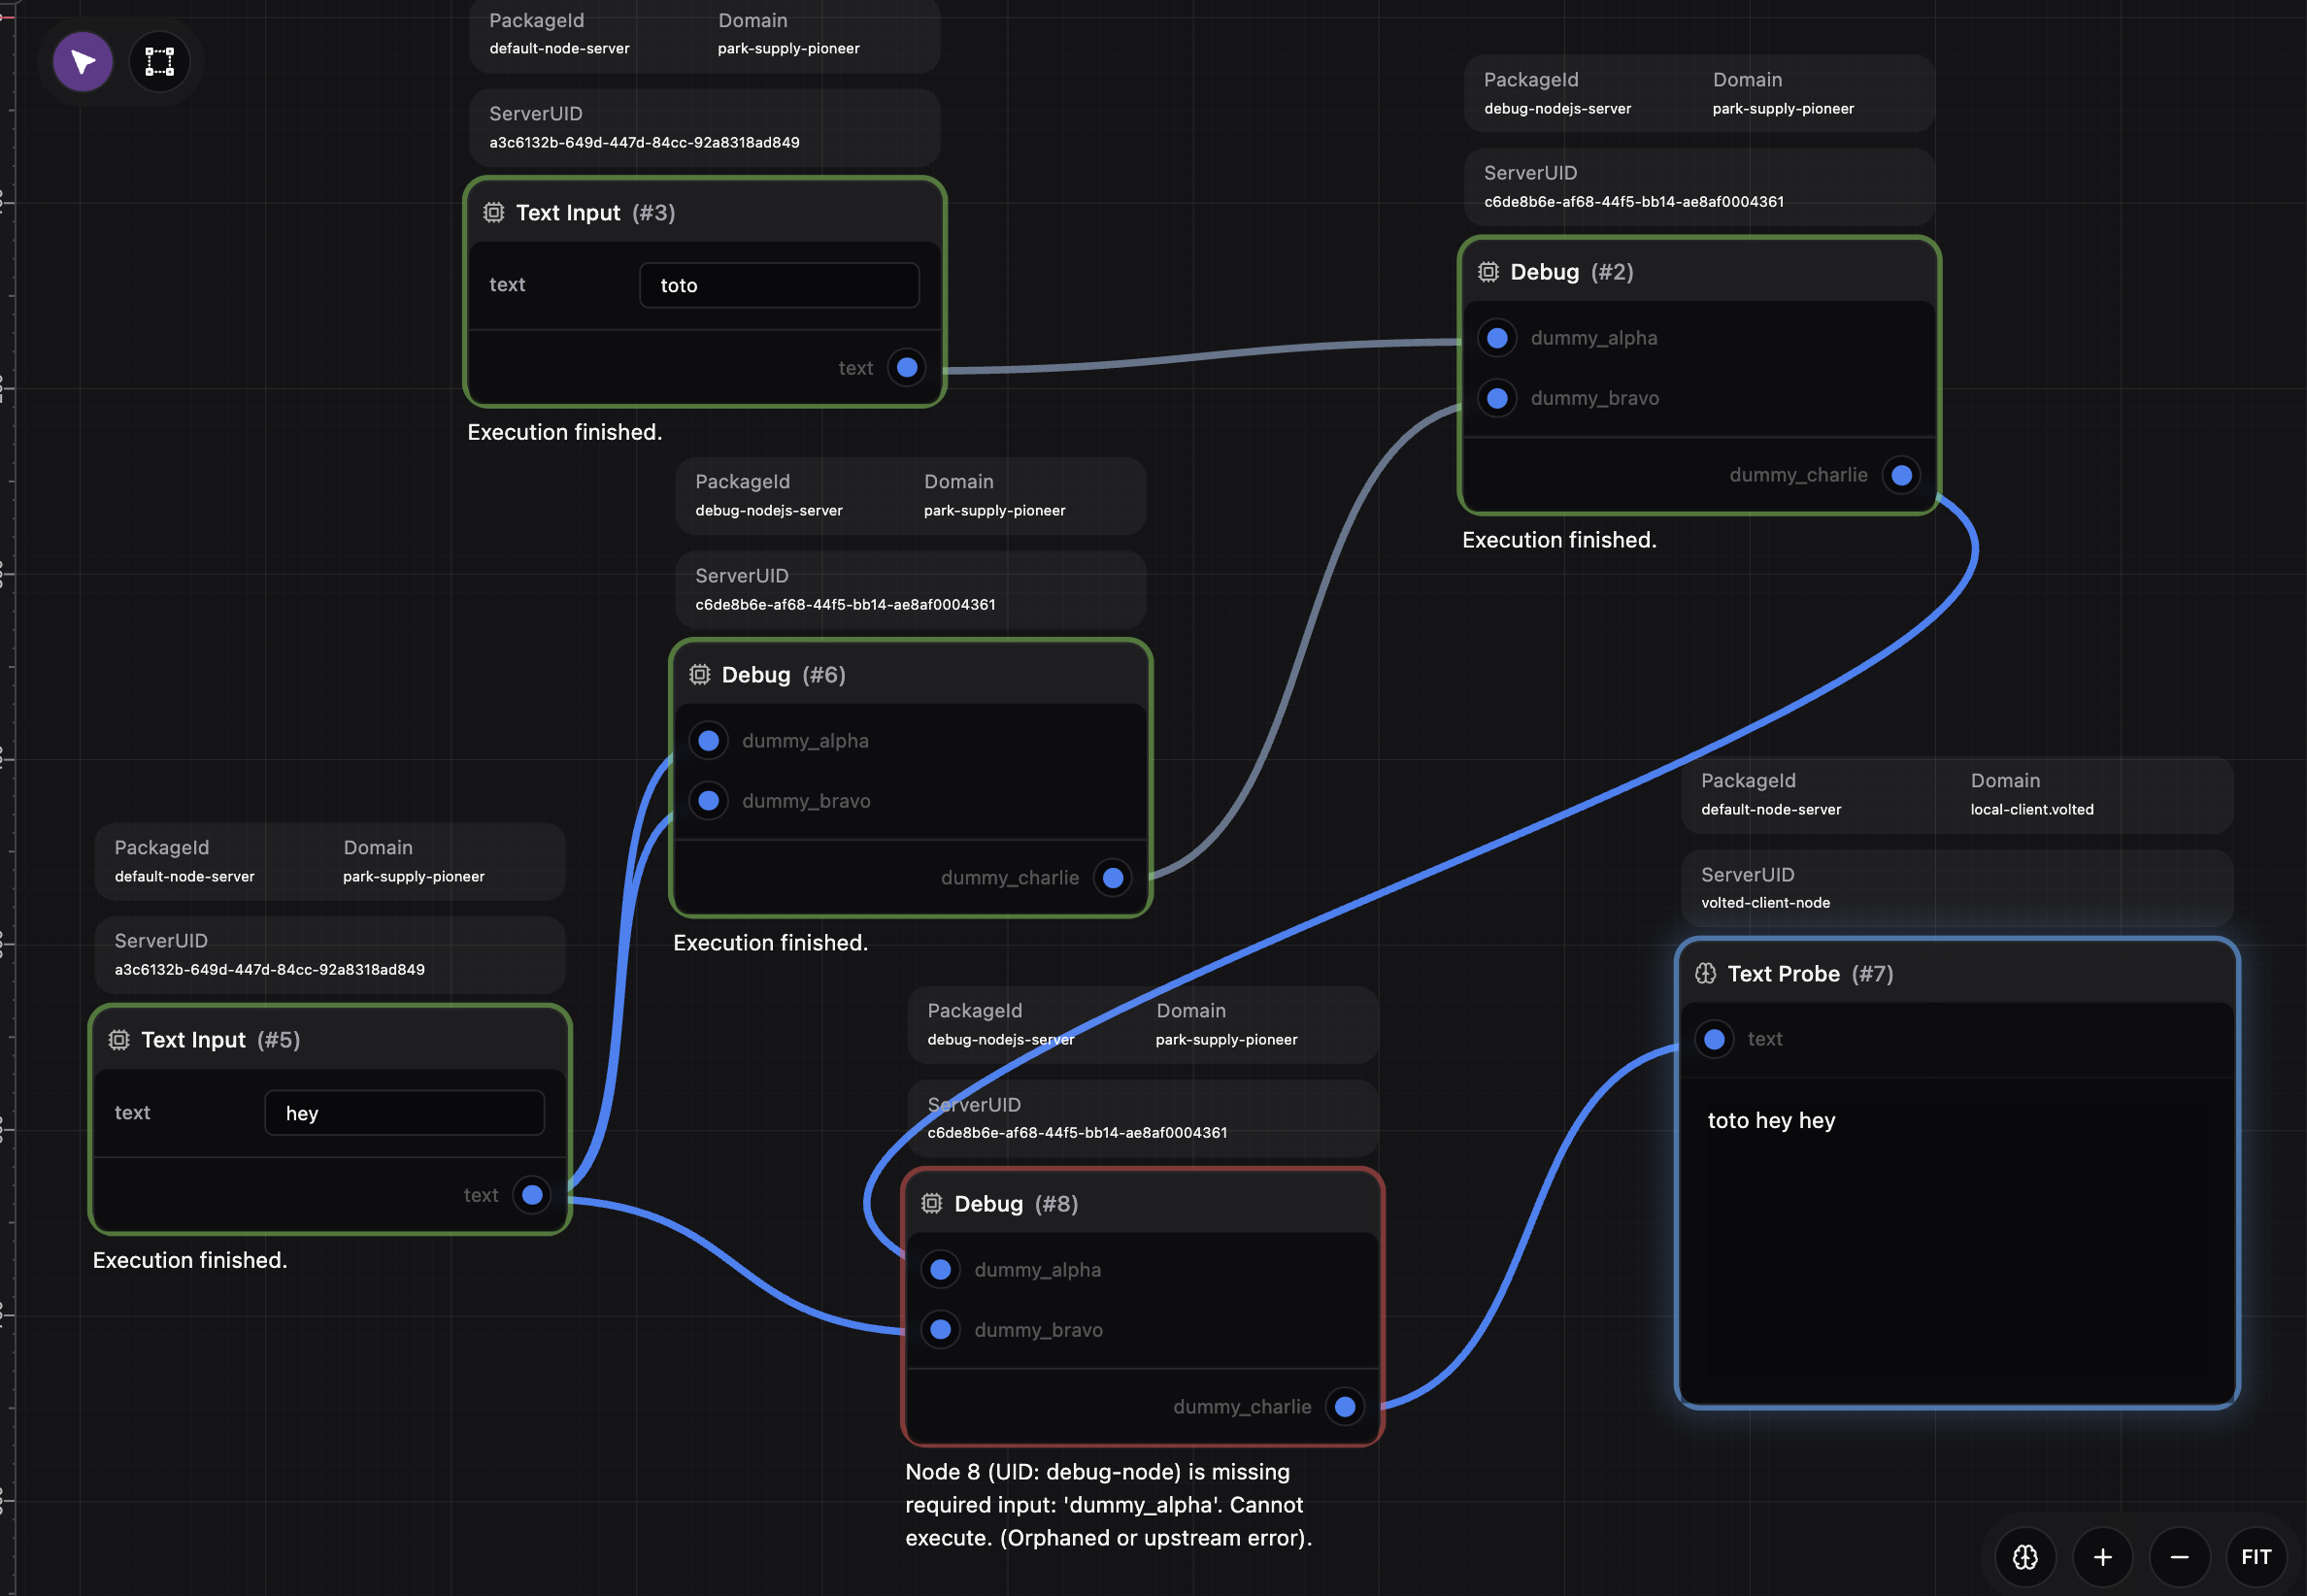 PackageId Domain
default-node-server park-supply-pioneer
ServerUID
a3c6132b-649d-447d-84cc-92a8318ad849
Text Input (#3)
text toto
text
Execution finished.
PackageId Domain
debug-nodejs-server park-supply-pioneer
ServerUID
c6de8b6e-af68-44f5-bb14-ae8af0004361
Debug (#2)
dummy_alpha
dummy_bravo
dummy_charlie
Execution finished.
PackageId Domain
debug-nodejs-server park-supply-pioneer
ServerUID
c6de8b6e-af68-44f5-bb14-ae8af0004361
Debug (#6)
dummy_alpha
dummy_bravo
dummy_charlie
Execution finished.
PackageId Domain
default-node-server park-supply-pioneer
ServerUID
a3c6132b-649d-447d-84cc-92a8318ad849
Text Input (#5)
text hey
text
Execution finished.
PackageId Domain
debug-nodejs-server park-supply-pioneer
ServerUID
c6de8b6e-af68-44f5-bb14-ae8af0004361
Debug (#8)
dummy_alpha
dummy_bravo
dummy_charlie
Node 8 (UID: debug-node) is missing
required input: 'dummy_alpha'. Cannot
execute. (Orphaned or upstream error).
PackageId Domain
default-node-server local-client.volted
ServerUID
volted-client-node
Text Probe (#7)
text
toto hey hey
FIT